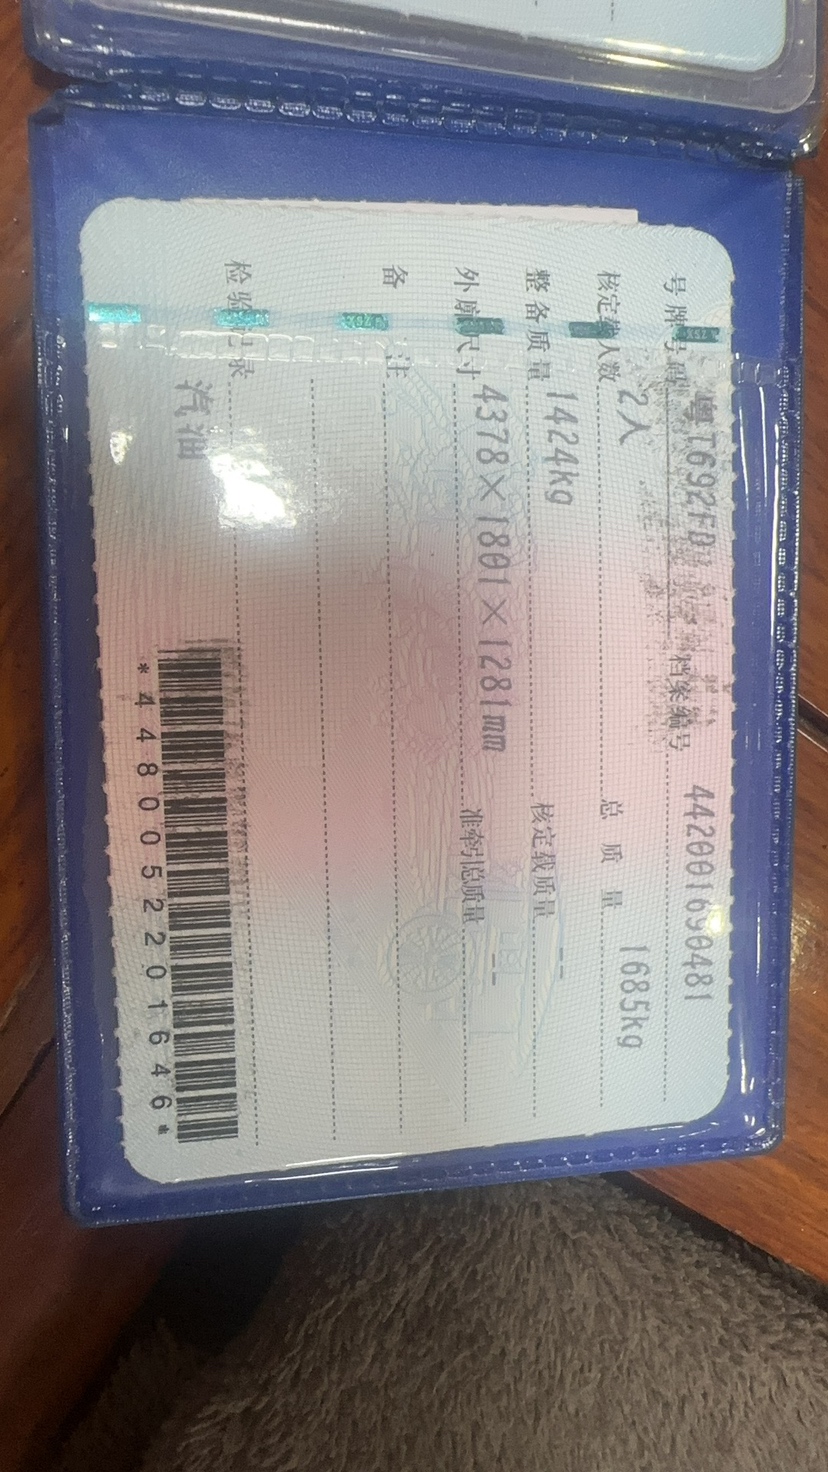 号牌号码 粤T692FD 档案编号 442001690481
核定载人数 2人 总质量 1685kg
整备质量 1424kg 核定载质量 --
外廓尺寸 4378×1801×1281mm 准牵引总质量 --
备注
检验记录
汽油
*4480052201646*